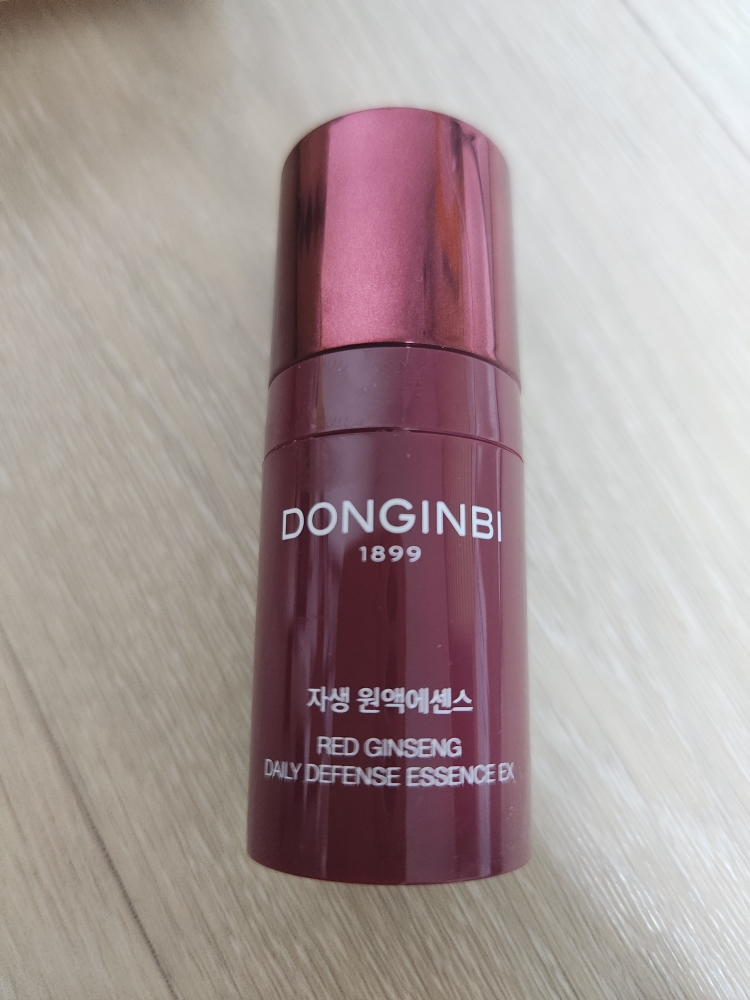 DONGINBI
1899
자생 원액에센스
RED GINSENG
DAILY DEFENSE ESSENCE EX